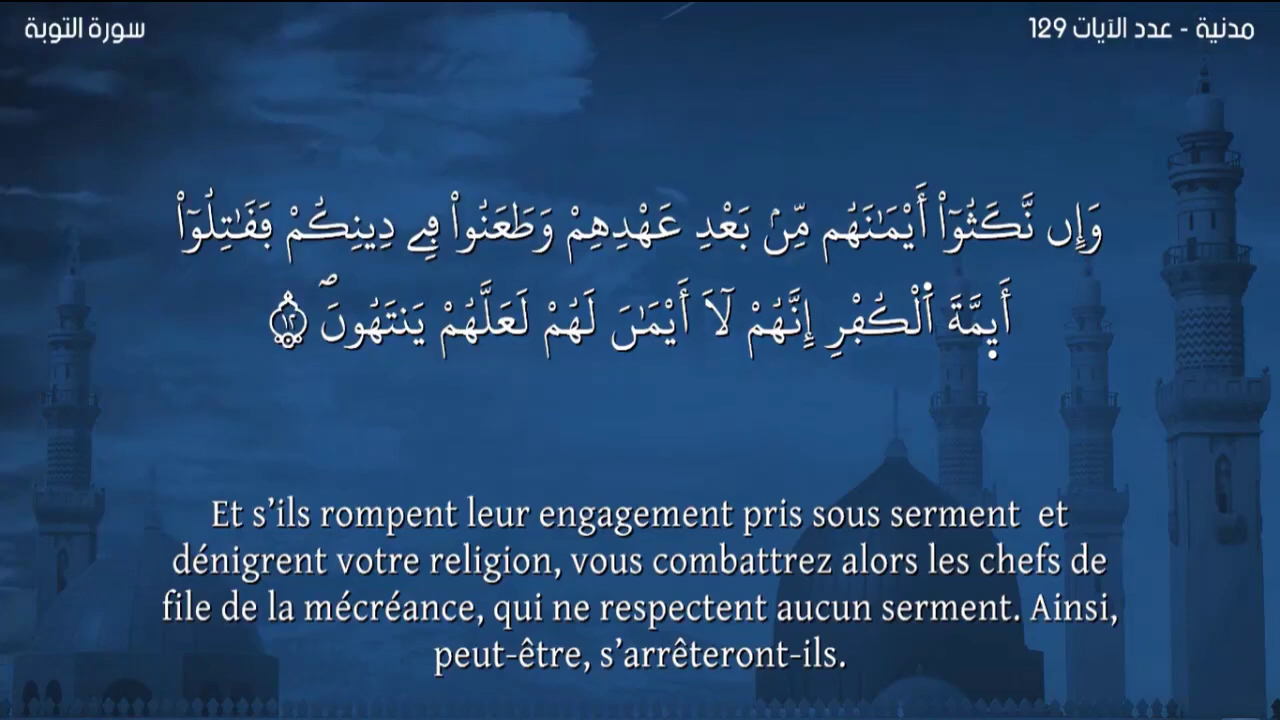 مدنية - عدد الآيات 129
سورة التوبة
وَإِن نَّكَثُوٓاْ أَيْمَٰنَهُم مِّنۢ بَعْدِ عَهْدِهِمْ وَطَعَنُواْ فِے دِينِكُمْ فَقَٰتِلُوٓاْ
أَيِمَّةَ اَ۬لْكُفْرِ إِنَّهُمْ لَآ أَيْمَٰنَ لَهُمْ لَعَلَّهُمْ يَنتَهُونَۖ ١٢
Et s’ils rompent leur engagement pris sous serment et
dénigrent votre religion, vous combattrez alors les chefs de
file de la mécréance, qui ne respectent aucun serment. Ainsi,
peut-être, s’arrêteront-ils.